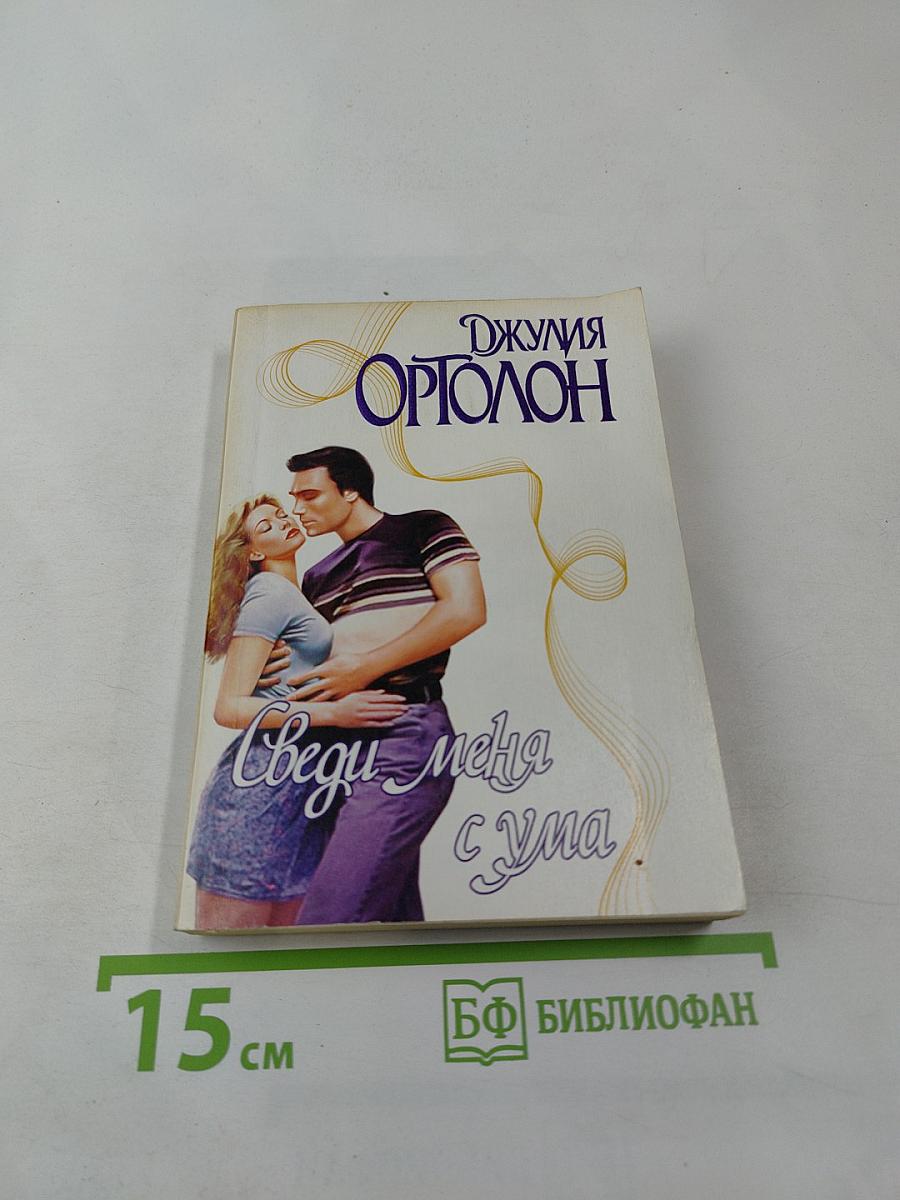 ДЖУЛИЯ
ОРТОЛОН
Сведи меня
с ума
15 см
БФ БИБЛИОФАН